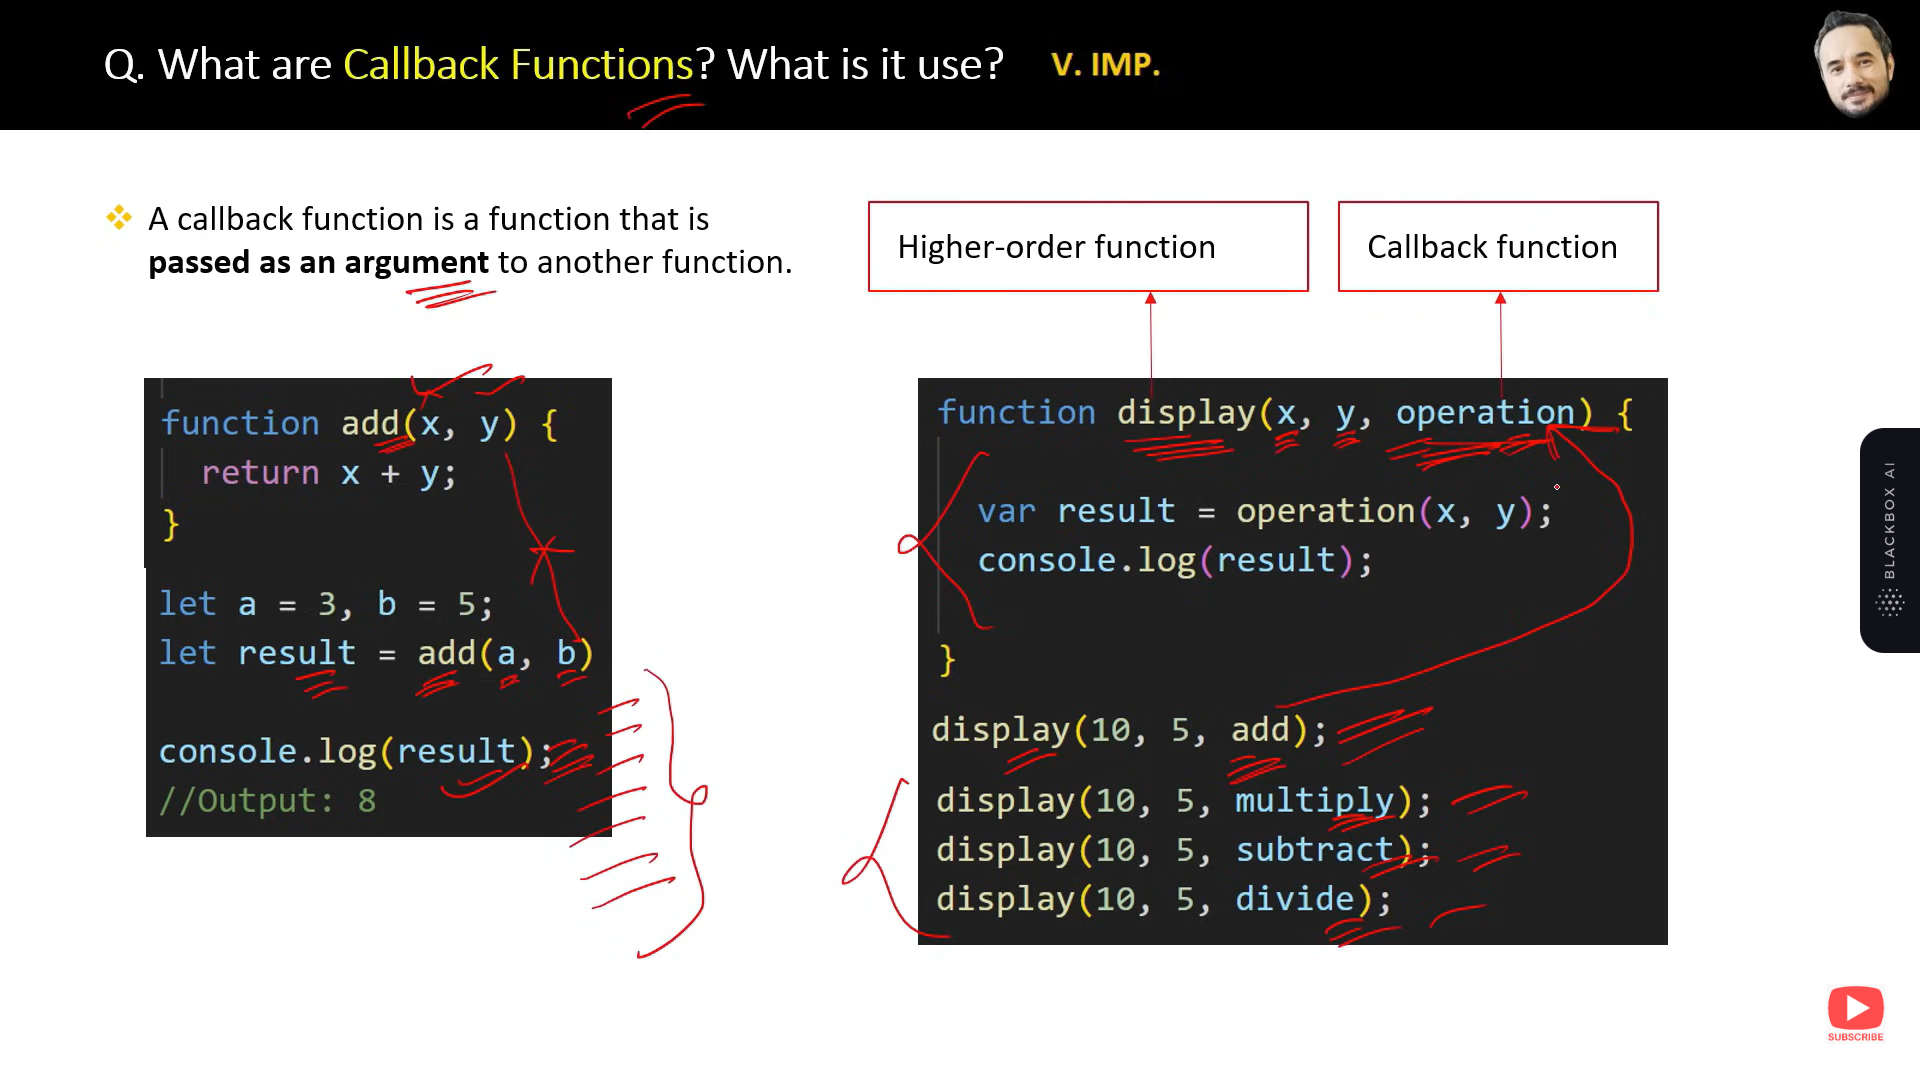 Q. What are Callback Functions? What is it use? V. IMP.
A callback function is a function that is
passed as an argument to another function.
Higher-order function
Callback function
function add(x, y) {
return x + y;
}
let a = 3, b = 5;
let result = add(a, b)
console.log(result);
//Output: 8
function display(x, y, operation) {
var result = operation(x, y);
console.log(result);
}
display(10, 5, add);
display(10, 5, multiply);
display(10, 5, subtract);
display(10, 5, divide);
BLACKBOX AI
SUBSCRIBE